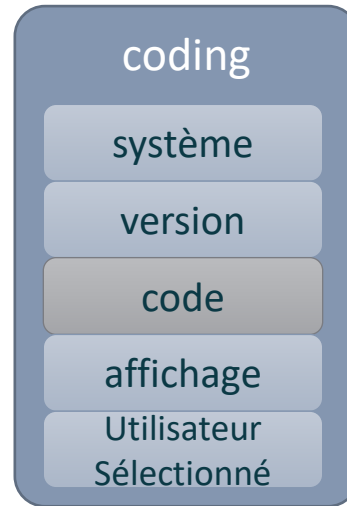 coding
système
version
code
affichage
Utilisateur
Sélectionné